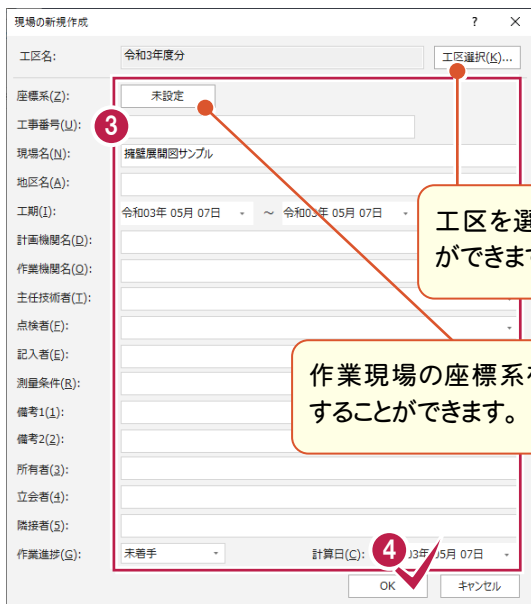 現場の新規作成 ? ×
工区名: 令和3年度分 工区選択(K)...
座標系(Z): 未設定
工事番号(U): 3
現場名(N): 擁壁展開図サンプル
地区名(A):
工期(I): 令和03年 05月 07日 ～ 令和03年 05月 07日
工区を選
ができます
計画機関名(D):
作業機関名(O):
主任技術者(T):
点検者(F):
記入者(E):
作業現場の座標系を
することができます。
測量条件(R):
備考1(1):
備考2(2):
所有者(3):
立会者(4):
隣接者(5):
作業進捗(G): 未着手 計算日(C): 4 03年 05月 07日
OK キャンセル